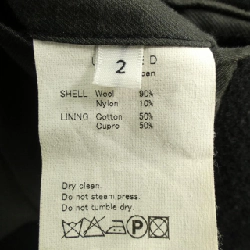 2
SHELL Wool 90%
Nylon 10%
LINING Cotton 50%
Cupro 50%
Dry clean.
Do not steam press.
Do not tumble dry.
P